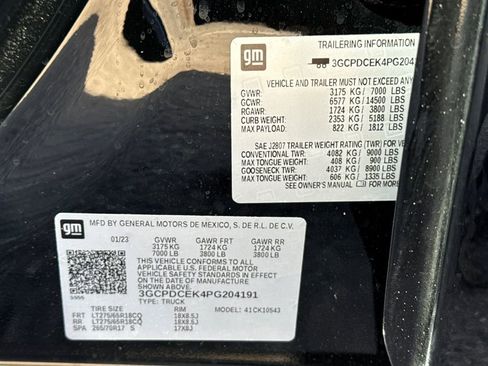 gm
TRAILERING INFORMATION
3GCPDCEK4PG204
VEHICLE AND TRAILER MUST NOT EXCEED ANY
GVWR: 3175 KG/ 7000 LBS
GCWR: 6577 KG/ 14500 LBS
RGAWR: 1724 KG/ 3800 LBS
CURB WEIGHT: 2353 KG/ 5188 LBS
MAX PAYLOAD: 822 KG/ 1812 LBS
SAE J2807 TRAILER WEIGHT RATING (TWR) FOR VE
CONVENTIONAL TWR: 4082 KG/ 9000 LBS
MAX TONGUE WEIGHT: 408 KG/ 900 LBS
GOOSENECK TWR: 4037 KG/ 8900 LBS
MAX TONGUE WEIGHT: 606 KG/ 1335 LBS
SEE OWNER'S MANUAL FOR MORE
gm
MFD BY GENERAL MOTORS DE MEXICO, S. DE R.L. DE C.V.
01/23 GVWR GAWR FRT GAWR RR
3175 KG 1724 KG 1724 KG
7000 LB 3800 LB 3800 LB
THIS VEHICLE CONFORMS TO ALL
APPLICABLE U.S. FEDERAL MOTOR
VEHICLE SAFETY STANDARDS IN
EFFECT ON THE DATE OF MANUFACTURE
SHOWN ABOVE.
3GCPDCEK4PG204191
TYPE: TRUCK
TIRE SIZE RIM MODEL: 41CK10543
FRT LT275/65R18CQ 18X8.5J
RR LT275/65R18CQ 18X8.5J
SPA 265/70R17 S 17X8J